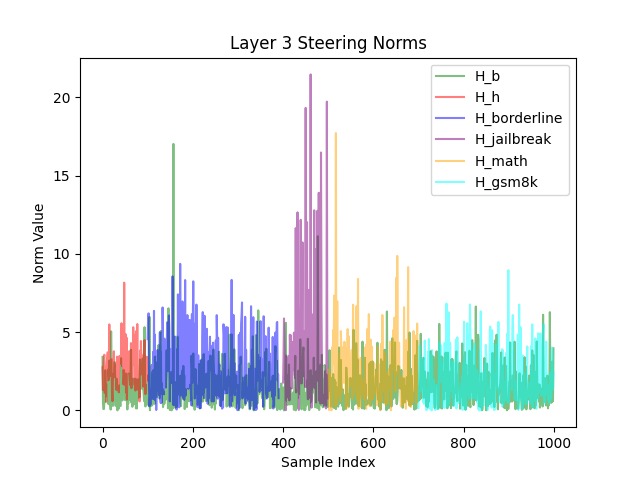 Layer 3 Steering Norms
H_b
H_h
H_borderline
H_jailbreak
H_math
H_gsm8k
Norm Value
20
15
10
5
0
0
200
400
600
800
1000
Sample Index